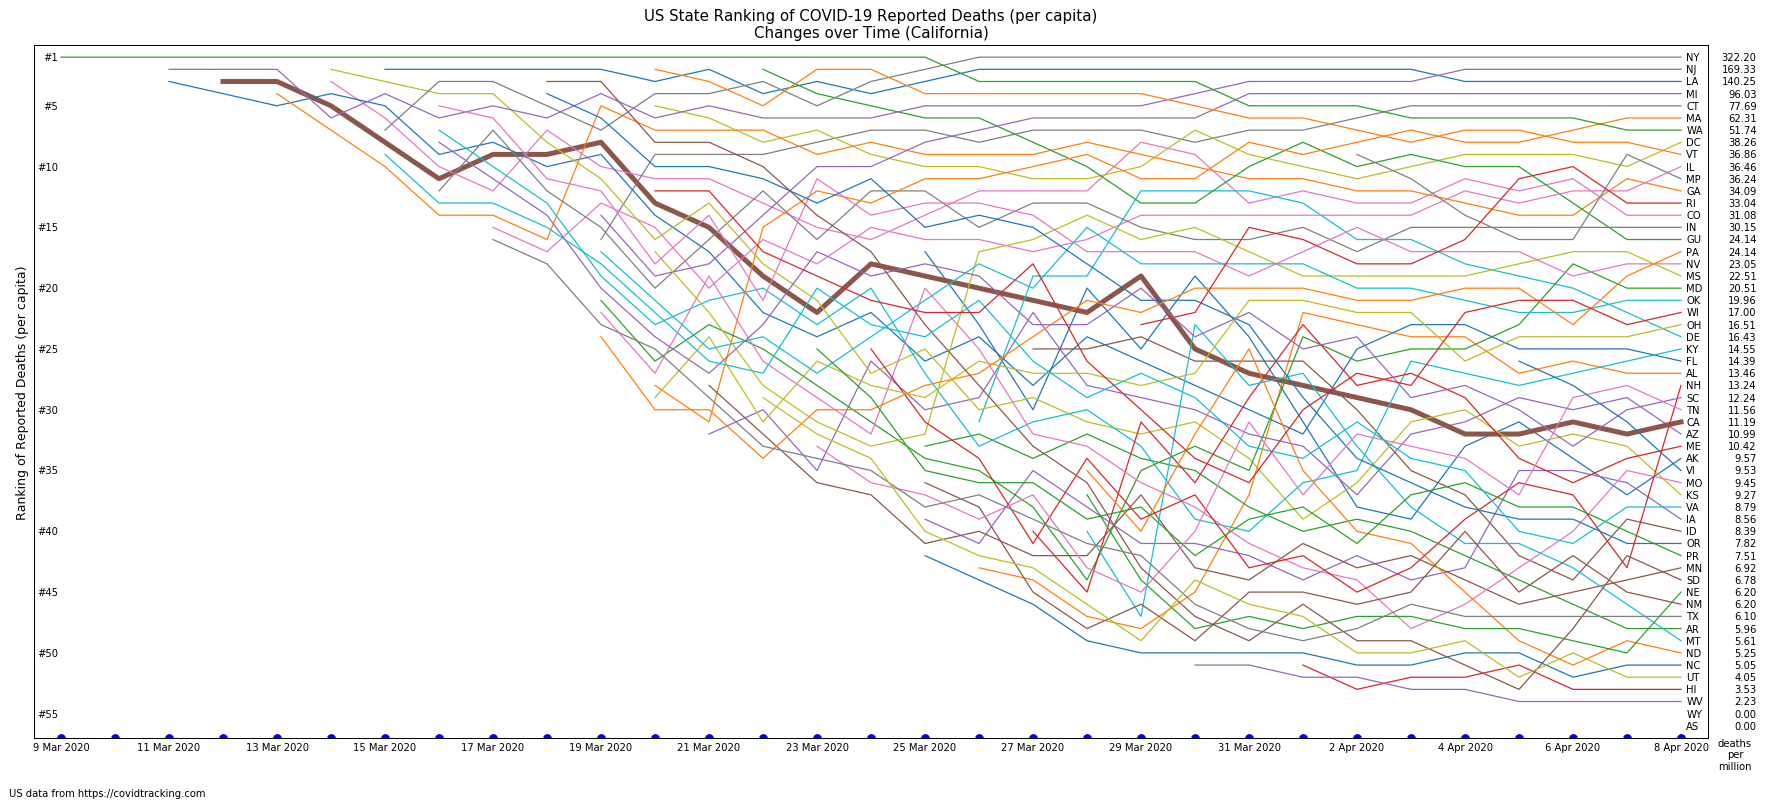 US State Ranking of COVID-19 Reported Deaths (per capita)
Changes over Time (California)
Ranking of Reported Deaths (per capita)
#1
#5
#10
#15
#20
#25
#30
#35
#40
#45
#50
#55
NY 322.20
NJ 169.33
LA 140.25
MI 96.03
CT 77.69
MA 62.31
WA 51.74
DC 38.26
VT 36.86
IL 36.46
MP 36.24
GA 34.09
RI 33.04
CO 31.08
IN 30.15
GU 24.14
PA 24.14
NV 23.05
MS 22.51
MD 20.51
OK 19.96
WI 17.00
OH 16.51
DE 16.43
KY 14.55
FL 14.39
AL 13.46
NH 13.24
SC 12.24
TN 11.56
CA 11.19
AZ 10.99
ME 10.42
AK 9.57
VI 9.53
MO 9.45
KS 9.27
VA 8.79
IA 8.56
ID 8.39
OR 7.82
PR 7.51
MN 6.92
SD 6.78
NE 6.20
NM 6.20
TX 6.10
AR 5.96
MT 5.61
ND 5.25
NC 5.05
UT 4.05
HI 3.53
WV 2.23
WY 0.00
AS 0.00
9 Mar 2020 11 Mar 2020 13 Mar 2020 15 Mar 2020 17 Mar 2020 19 Mar 2020 21 Mar 2020 23 Mar 2020 25 Mar 2020 27 Mar 2020 29 Mar 2020 31 Mar 2020 2 Apr 2020 4 Apr 2020 6 Apr 2020 8 Apr 2020
deaths
per
million
US data from https://covidtracking.com